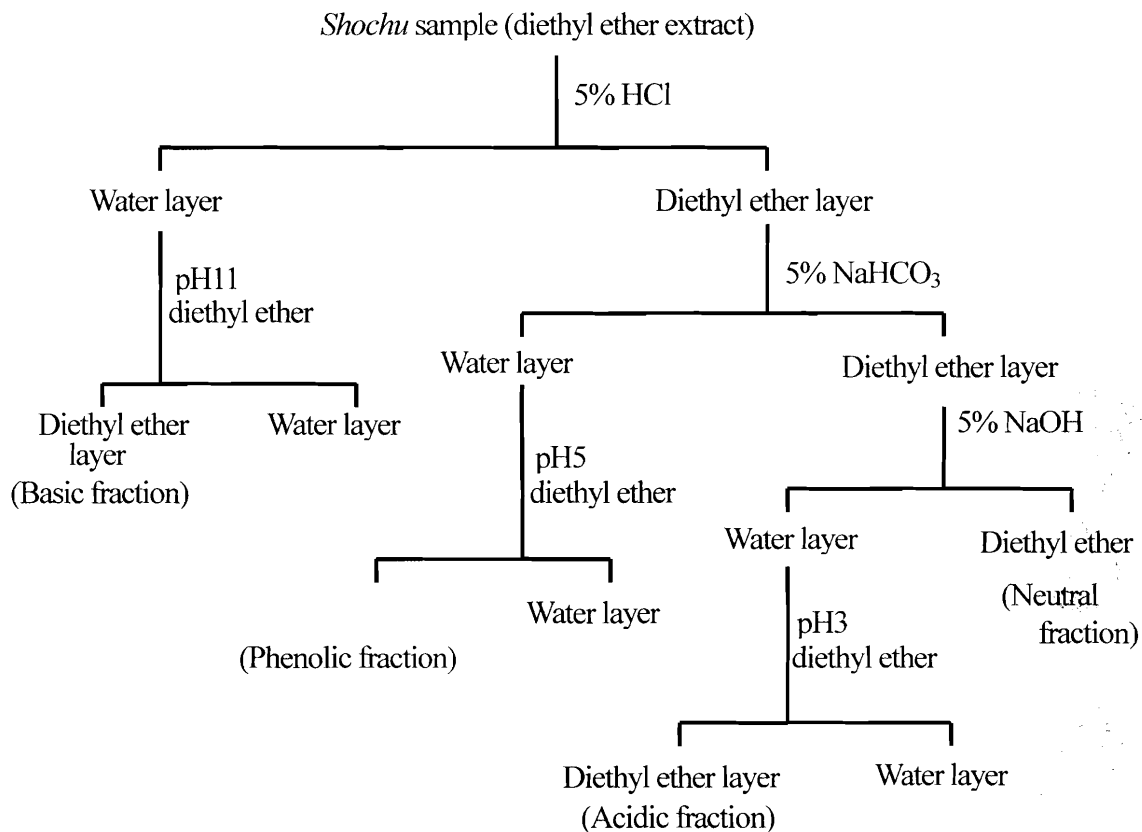 Shochu sample (diethyl ether extract)
5% HCl
Water layer
Diethyl ether layer
pH11
diethyl ether
5% NaHCO₃
Water layer
Diethyl ether layer
Diethyl ether
layer
(Basic fraction)
Water layer
pH5
diethyl ether
5% NaOH
Water layer
Diethyl ether
(Neutral
fraction)
Water layer
(Phenolic fraction)
pH3
diethyl ether
Diethyl ether layer
(Acidic fraction)
Water layer